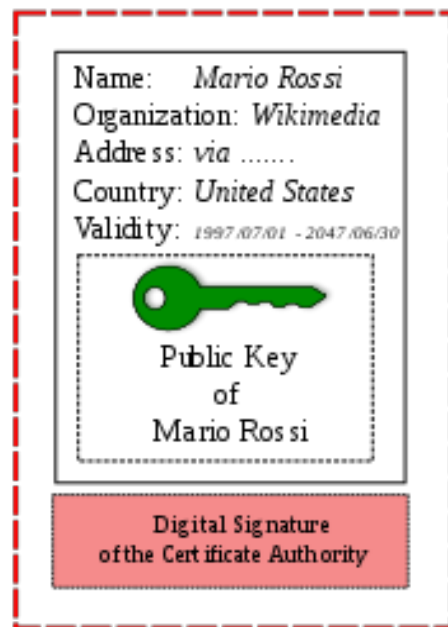 Name: Mario Rossi
Organization: Wikimedia
Address: via .......
Country: United States
Validity: 1997/07/01 - 2047/06/30
Public Key
of
Mario Rossi
Digital Signature
of the Certificate Authority